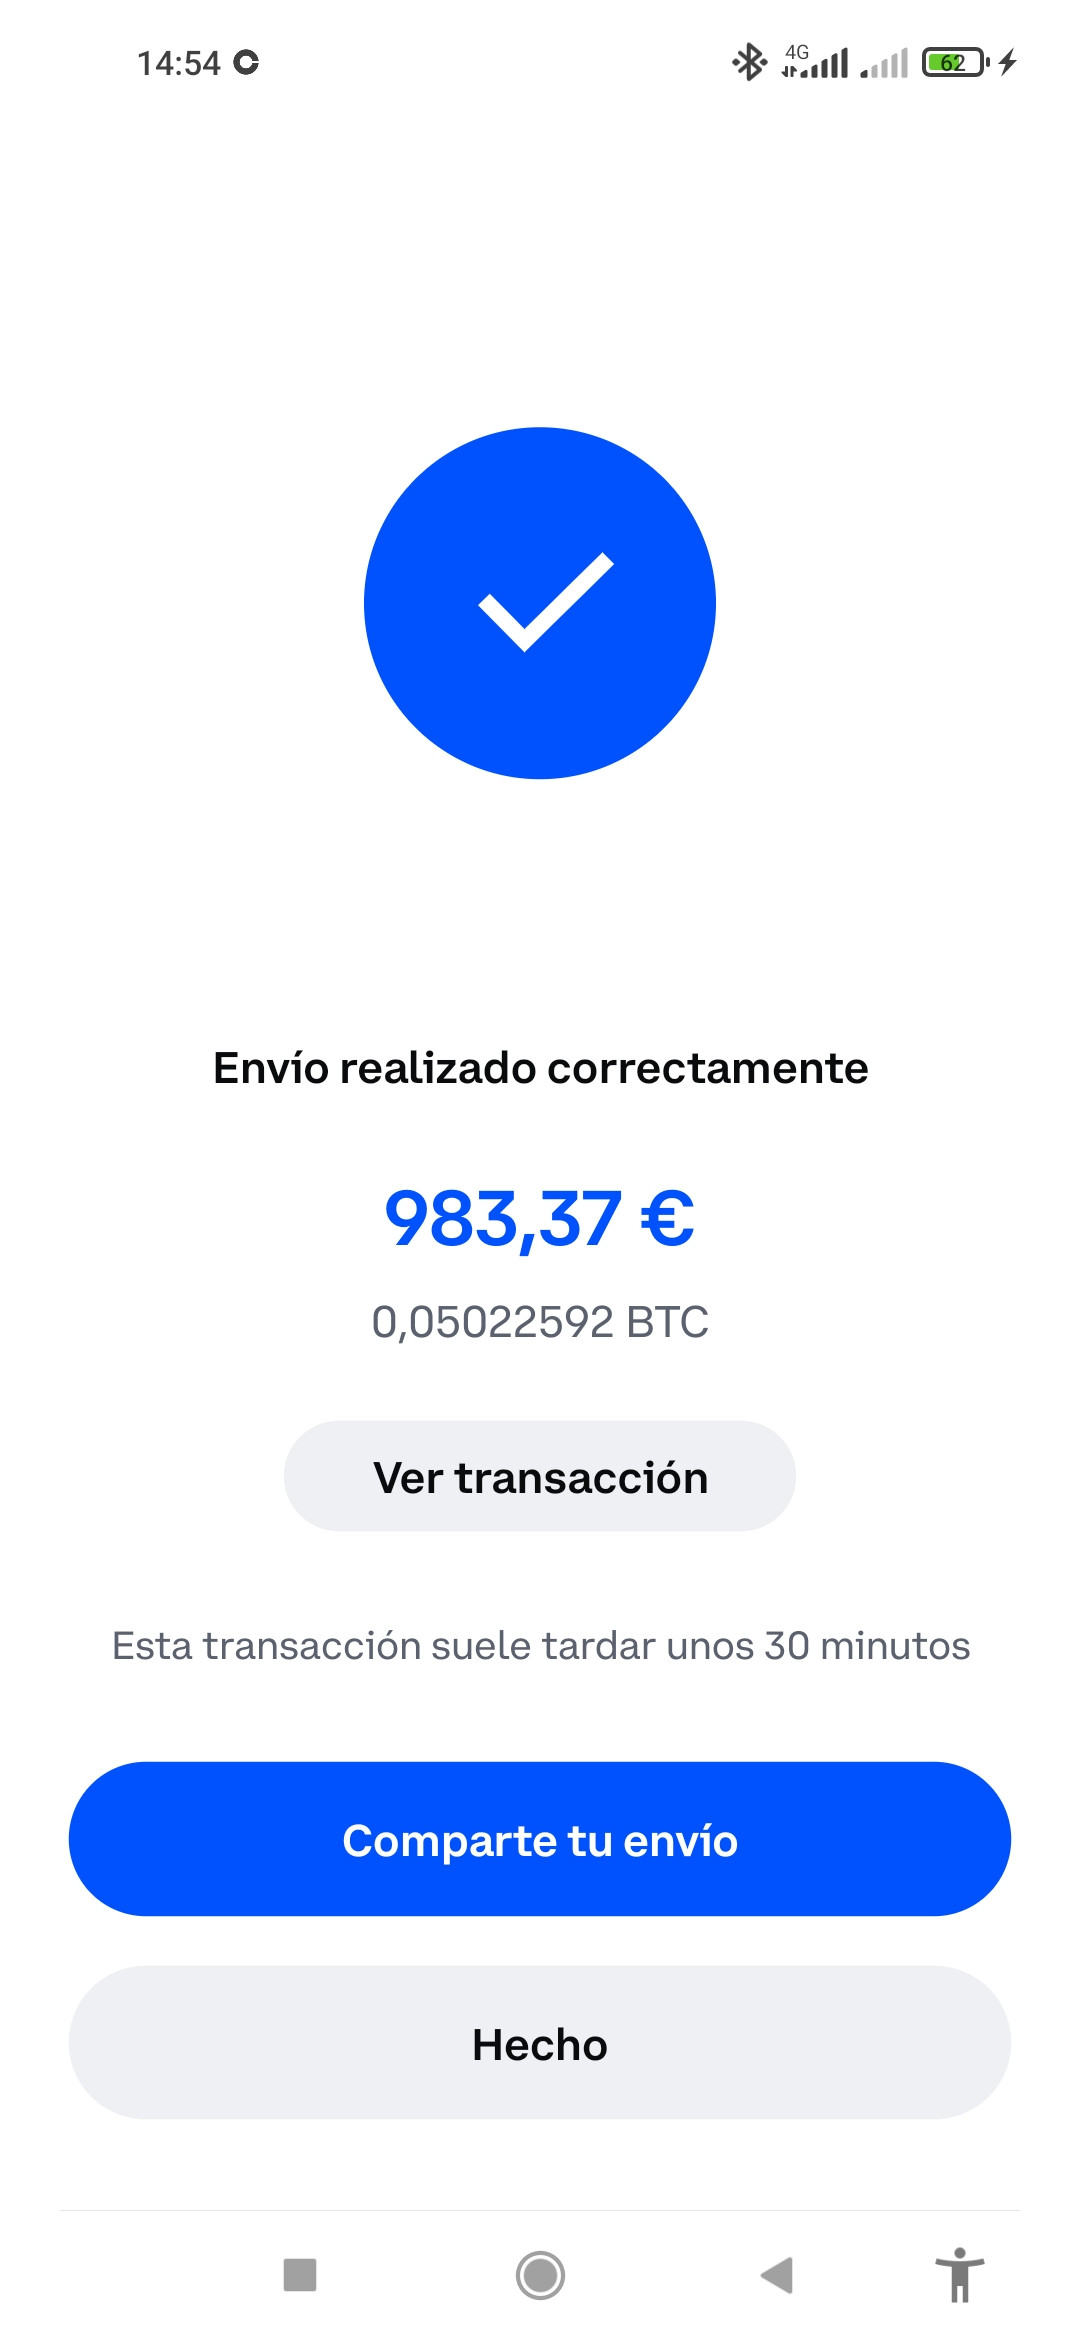 14:54
4G
62
Envío realizado correctamente
983,37 €
0,05022592 BTC
Ver transacción
Esta transacción suele tardar unos 30 minutos
Comparte tu envío
Hecho